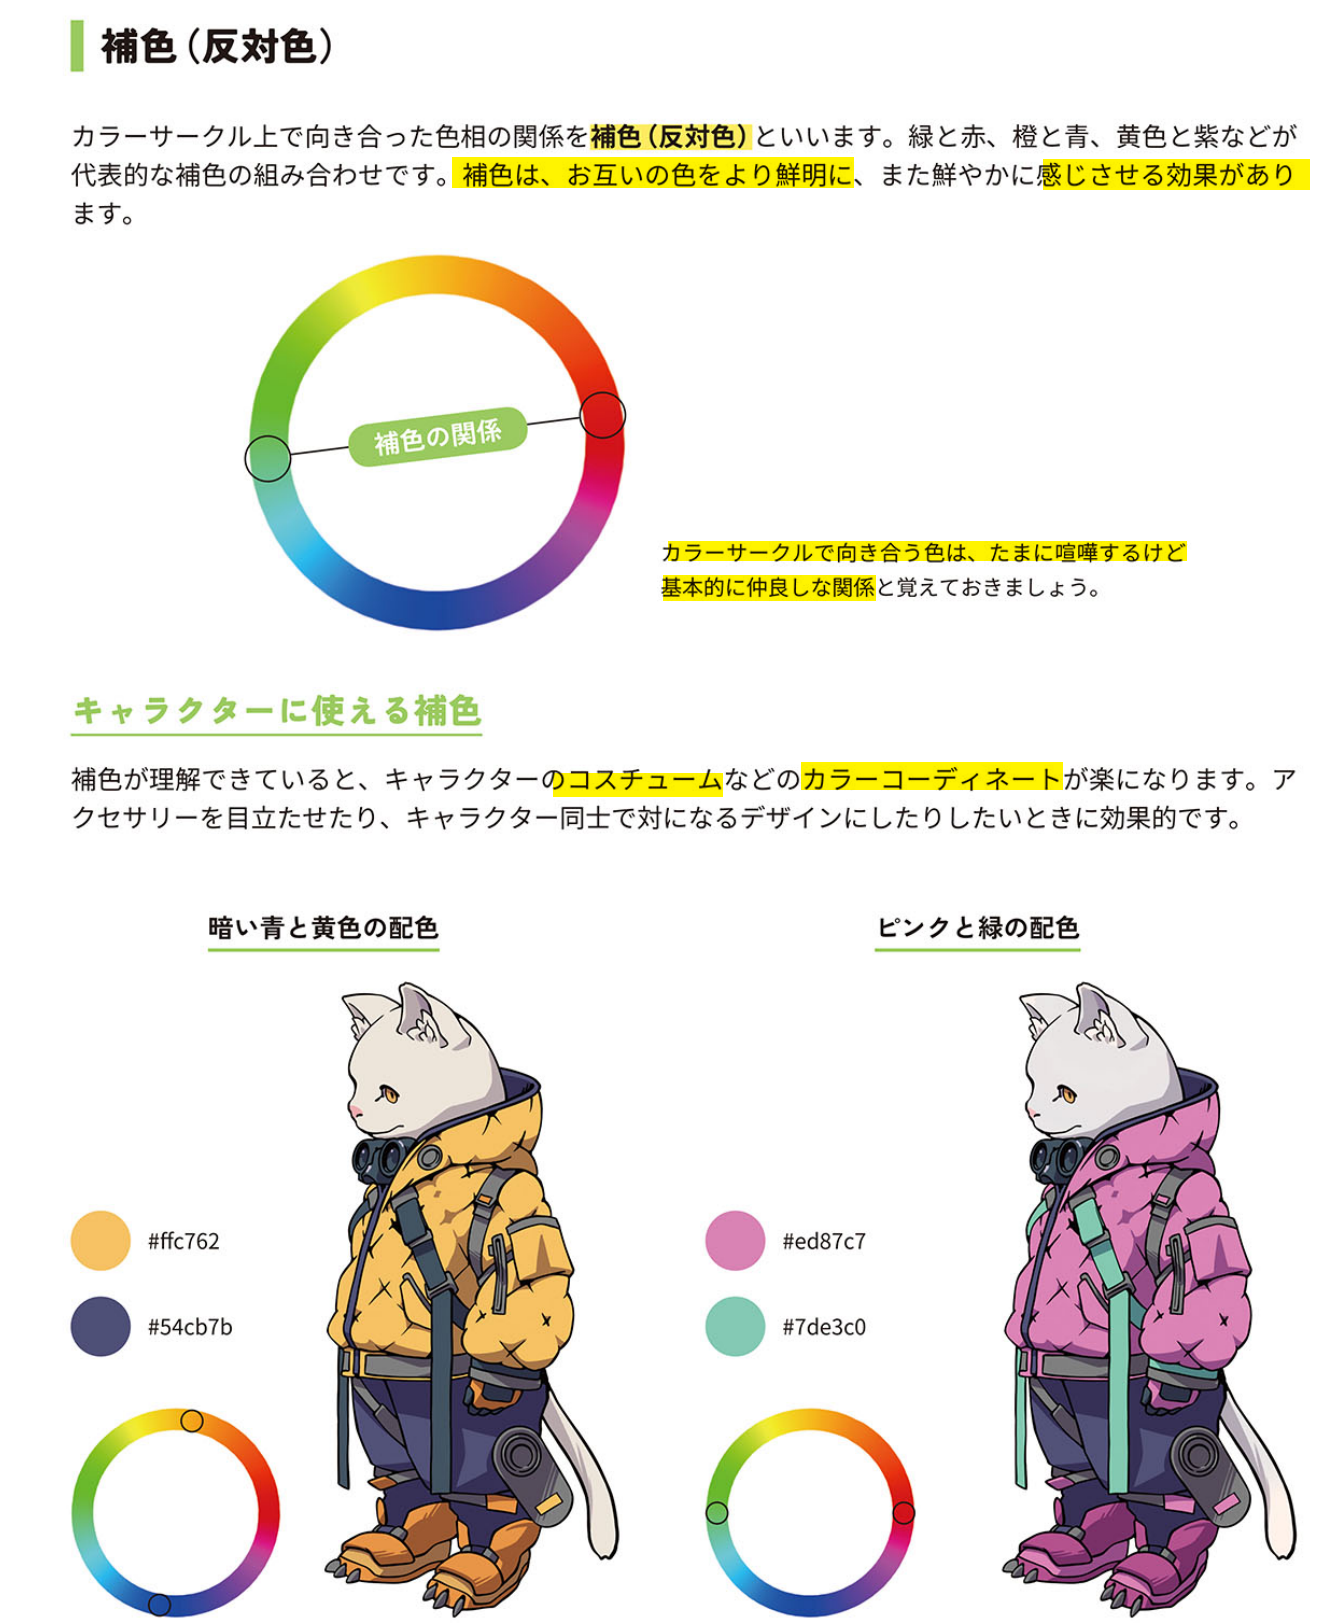 補色（反対色）
カラーサークル上で向き合った色相の関係を補色（反対色）といいます。緑と赤、橙と青、黄色と紫などが
代表的な補色の組み合わせです。補色は、お互いの色をより鮮明に、また鮮やかに感じさせる効果があり
ます。
補色の関係
カラーサークルで向き合う色は、たまに喧嘩するけど
基本的に仲良しな関係と覚えておきましょう。
キャラクターに使える補色
補色が理解できていると、キャラクターのコスチュームなどのカラーコーディネートが楽になります。ア
クセサリーを目立たせたり、キャラクター同士で対になるデザインにしたりしたいときに効果的です。
暗い青と黄色の配色
#ffc762
#54cb7b
ピンクと緑の配色
#ed87c7
#7de3c0